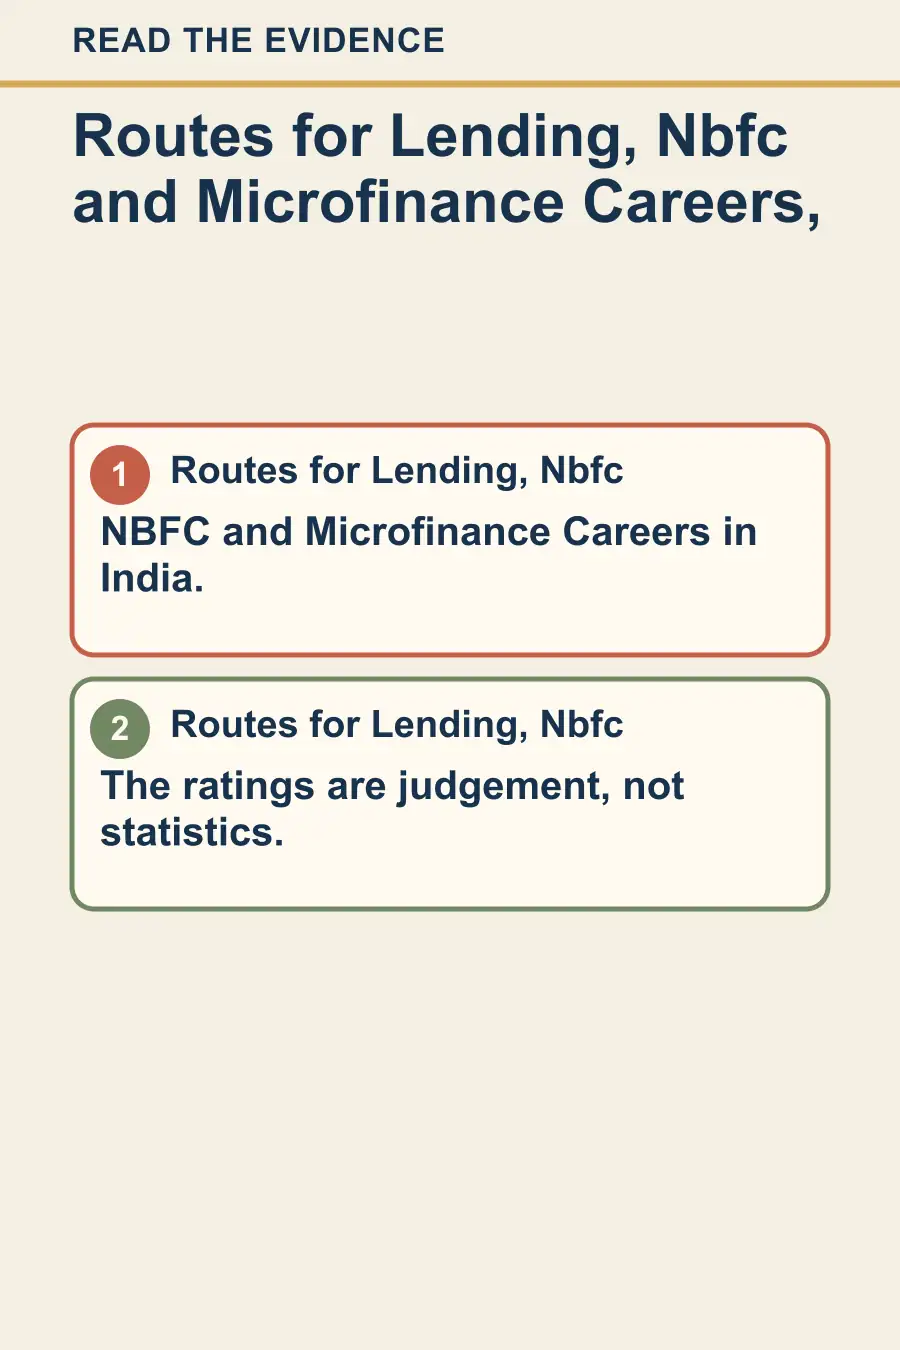 READ THE EVIDENCE
Routes for Lending, Nbfc
and Microfinance Careers,
1 Routes for Lending, Nbfc
NBFC and Microfinance Careers in
India.
2 Routes for Lending, Nbfc
The ratings are judgement, not
statistics.